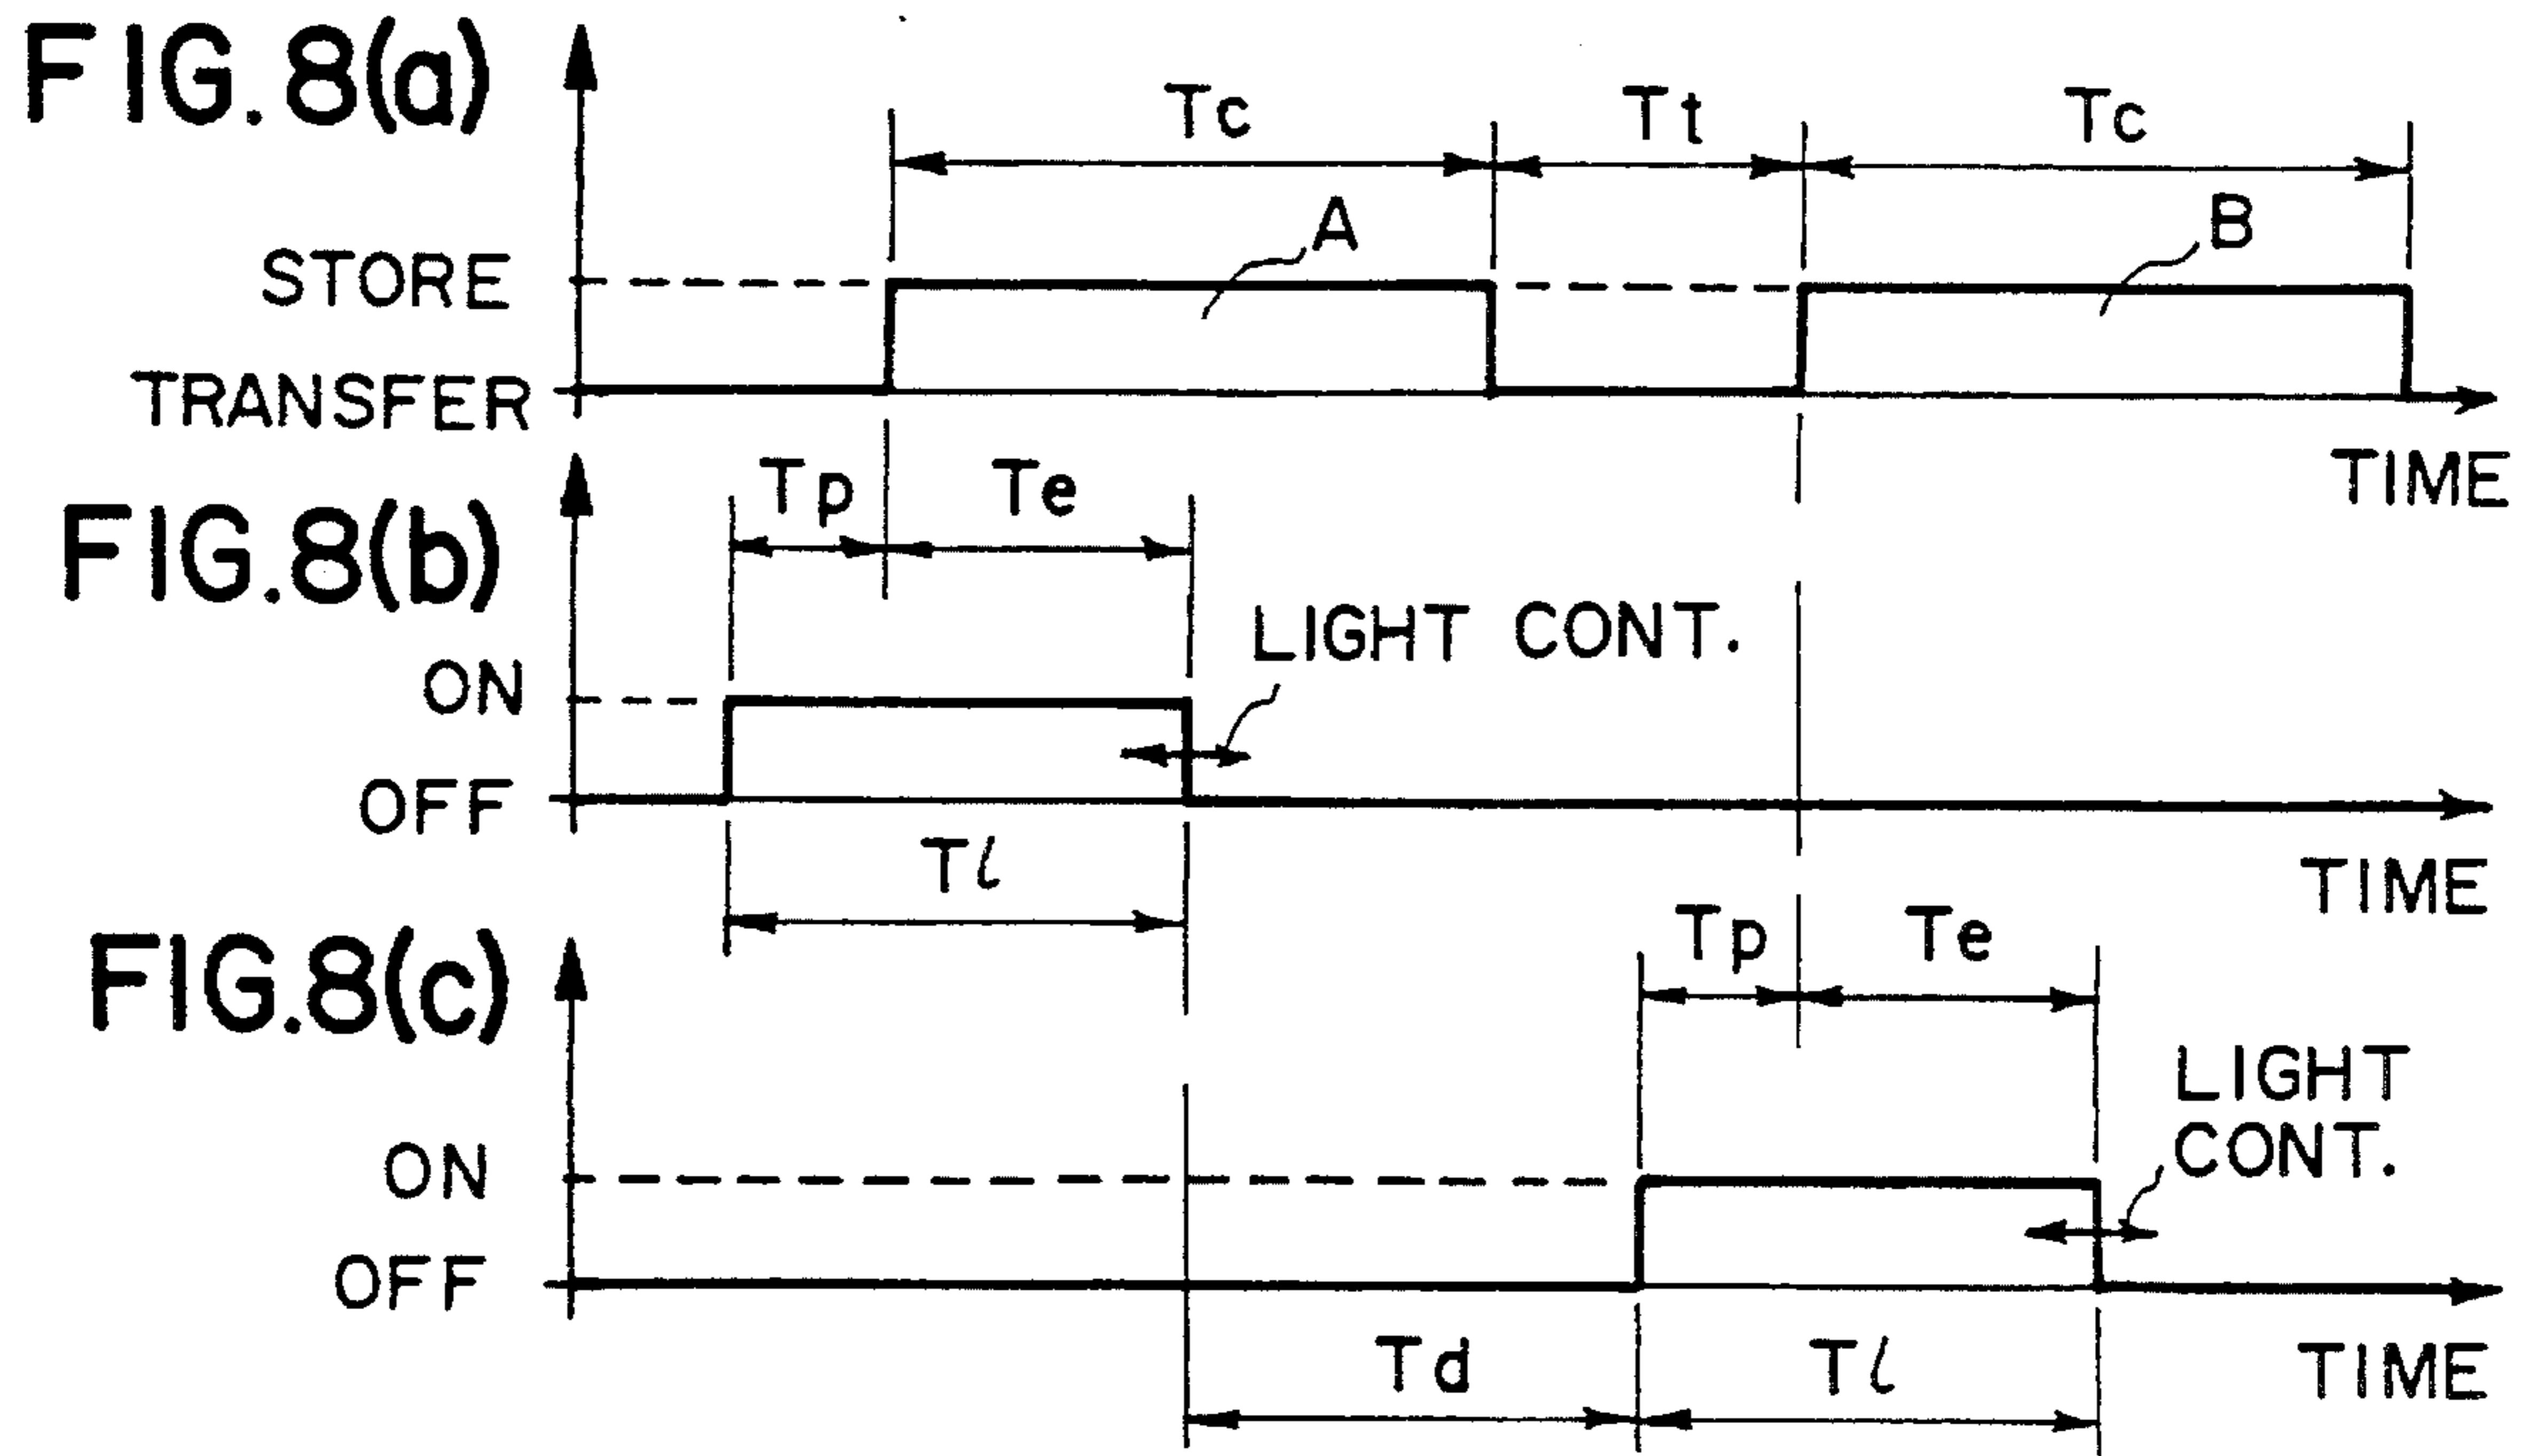 FIG. 8(a)
Tc Tt Tc
A B
STORE
TRANSFER
TIME
FIG. 8(b)
Tp Te
LIGHT CONT.
ON
OFF
Tl
TIME
FIG. 8(c)
Tp Te
LIGHT
CONT.
ON
OFF
Td Tl
TIME